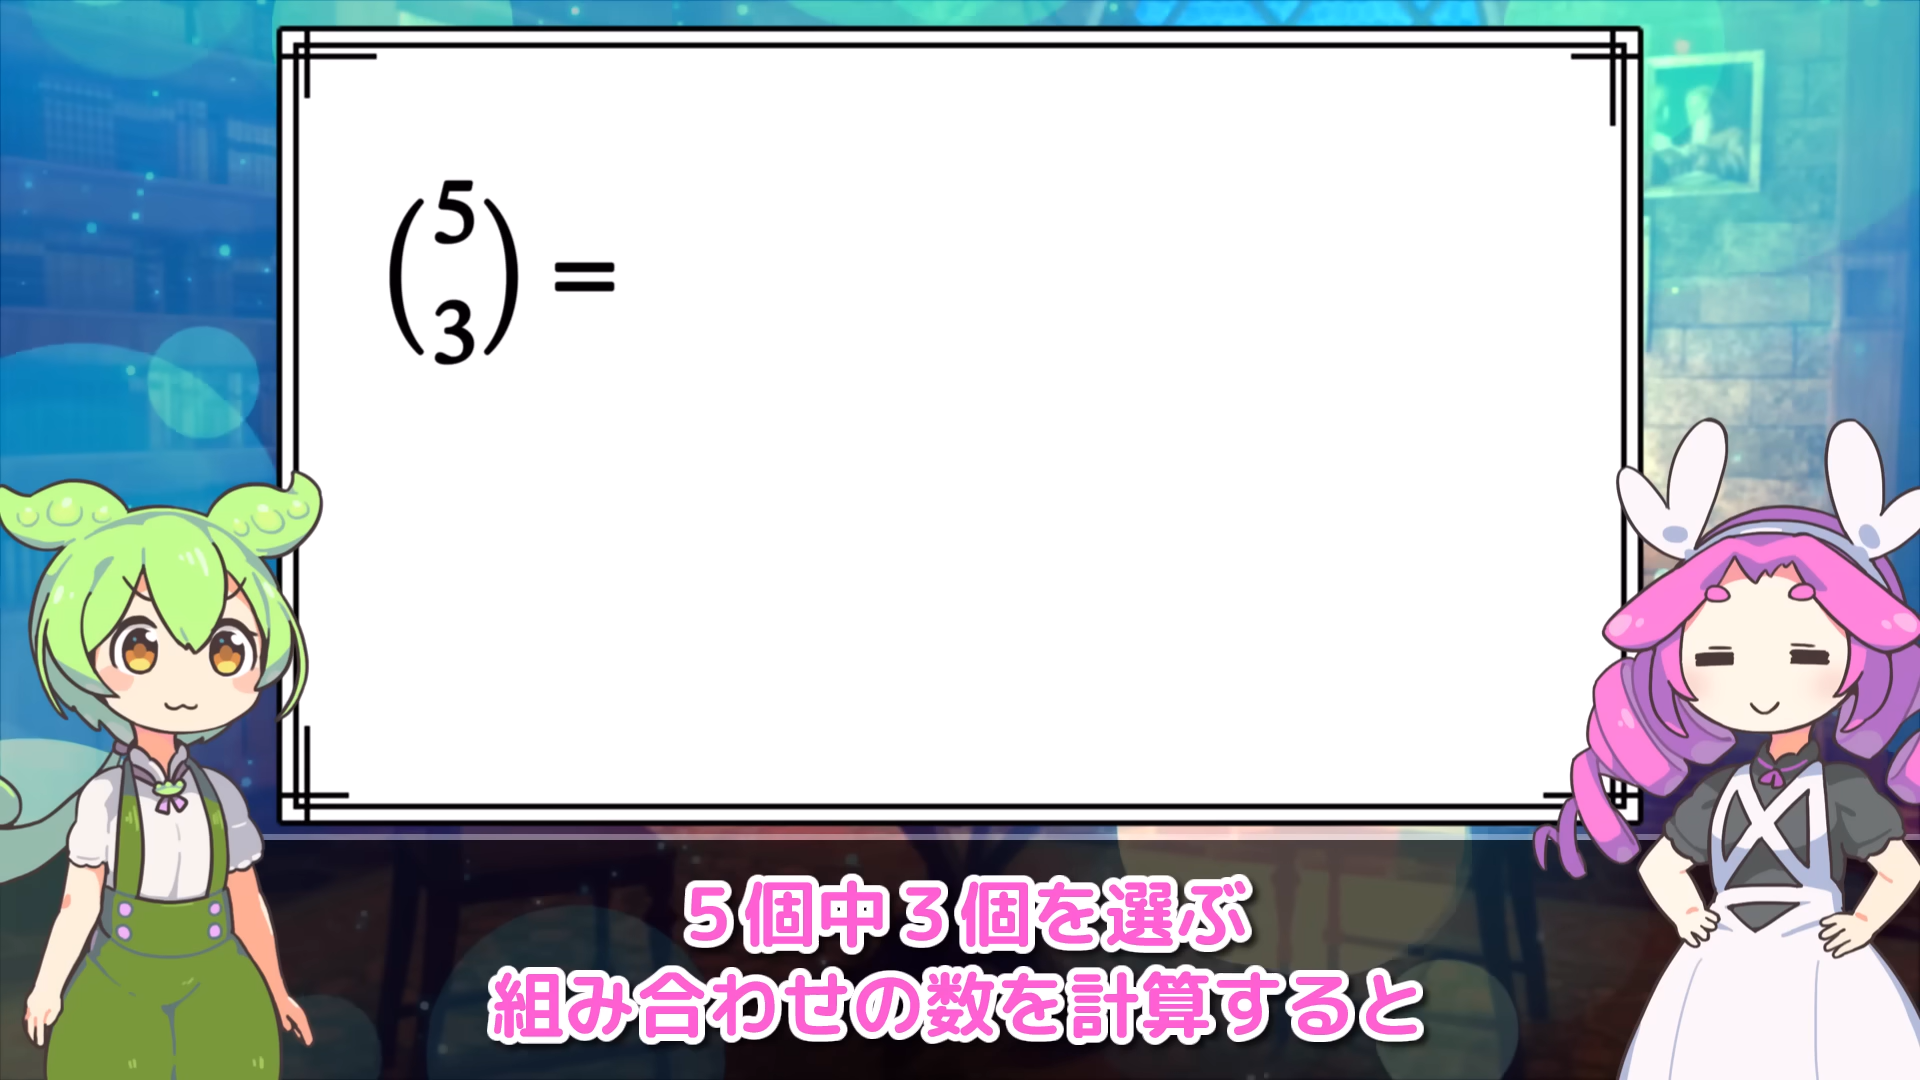 (5
3) =
５個中３個を選ぶ
組み合わせの数を計算すると